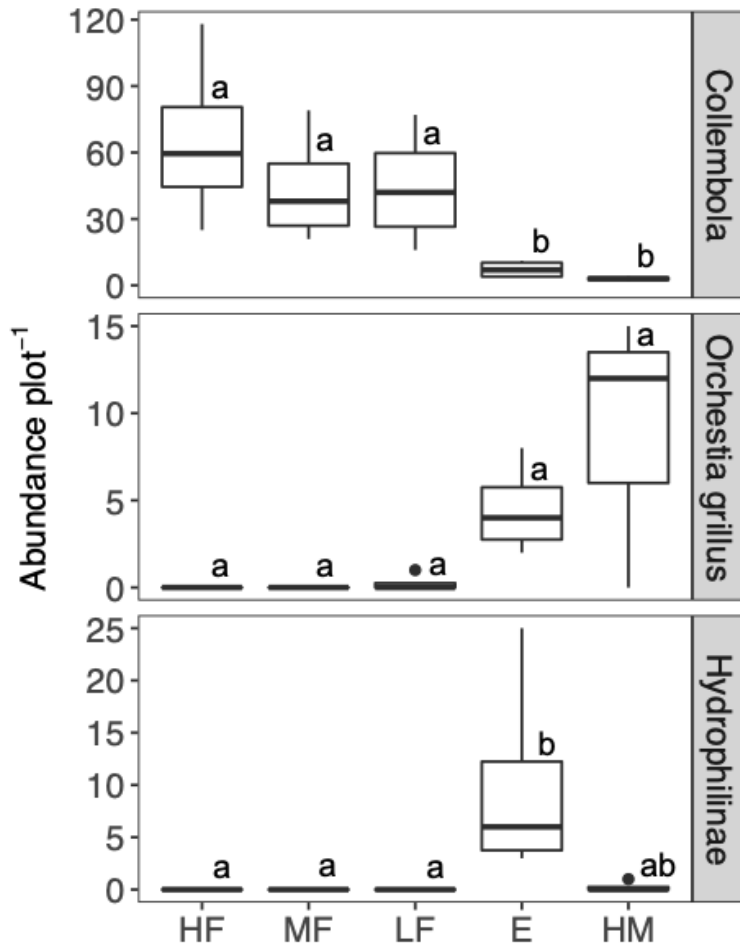 Abundance plot⁻¹
120
90
60
30
0
a
a
a
b
b
Collembola
15
10
5
0
a
a
a
a
a
Orchestia grillus
25
20
15
10
5
0
a
a
a
b
ab
Hydrophilinae
HF MF LF E HM